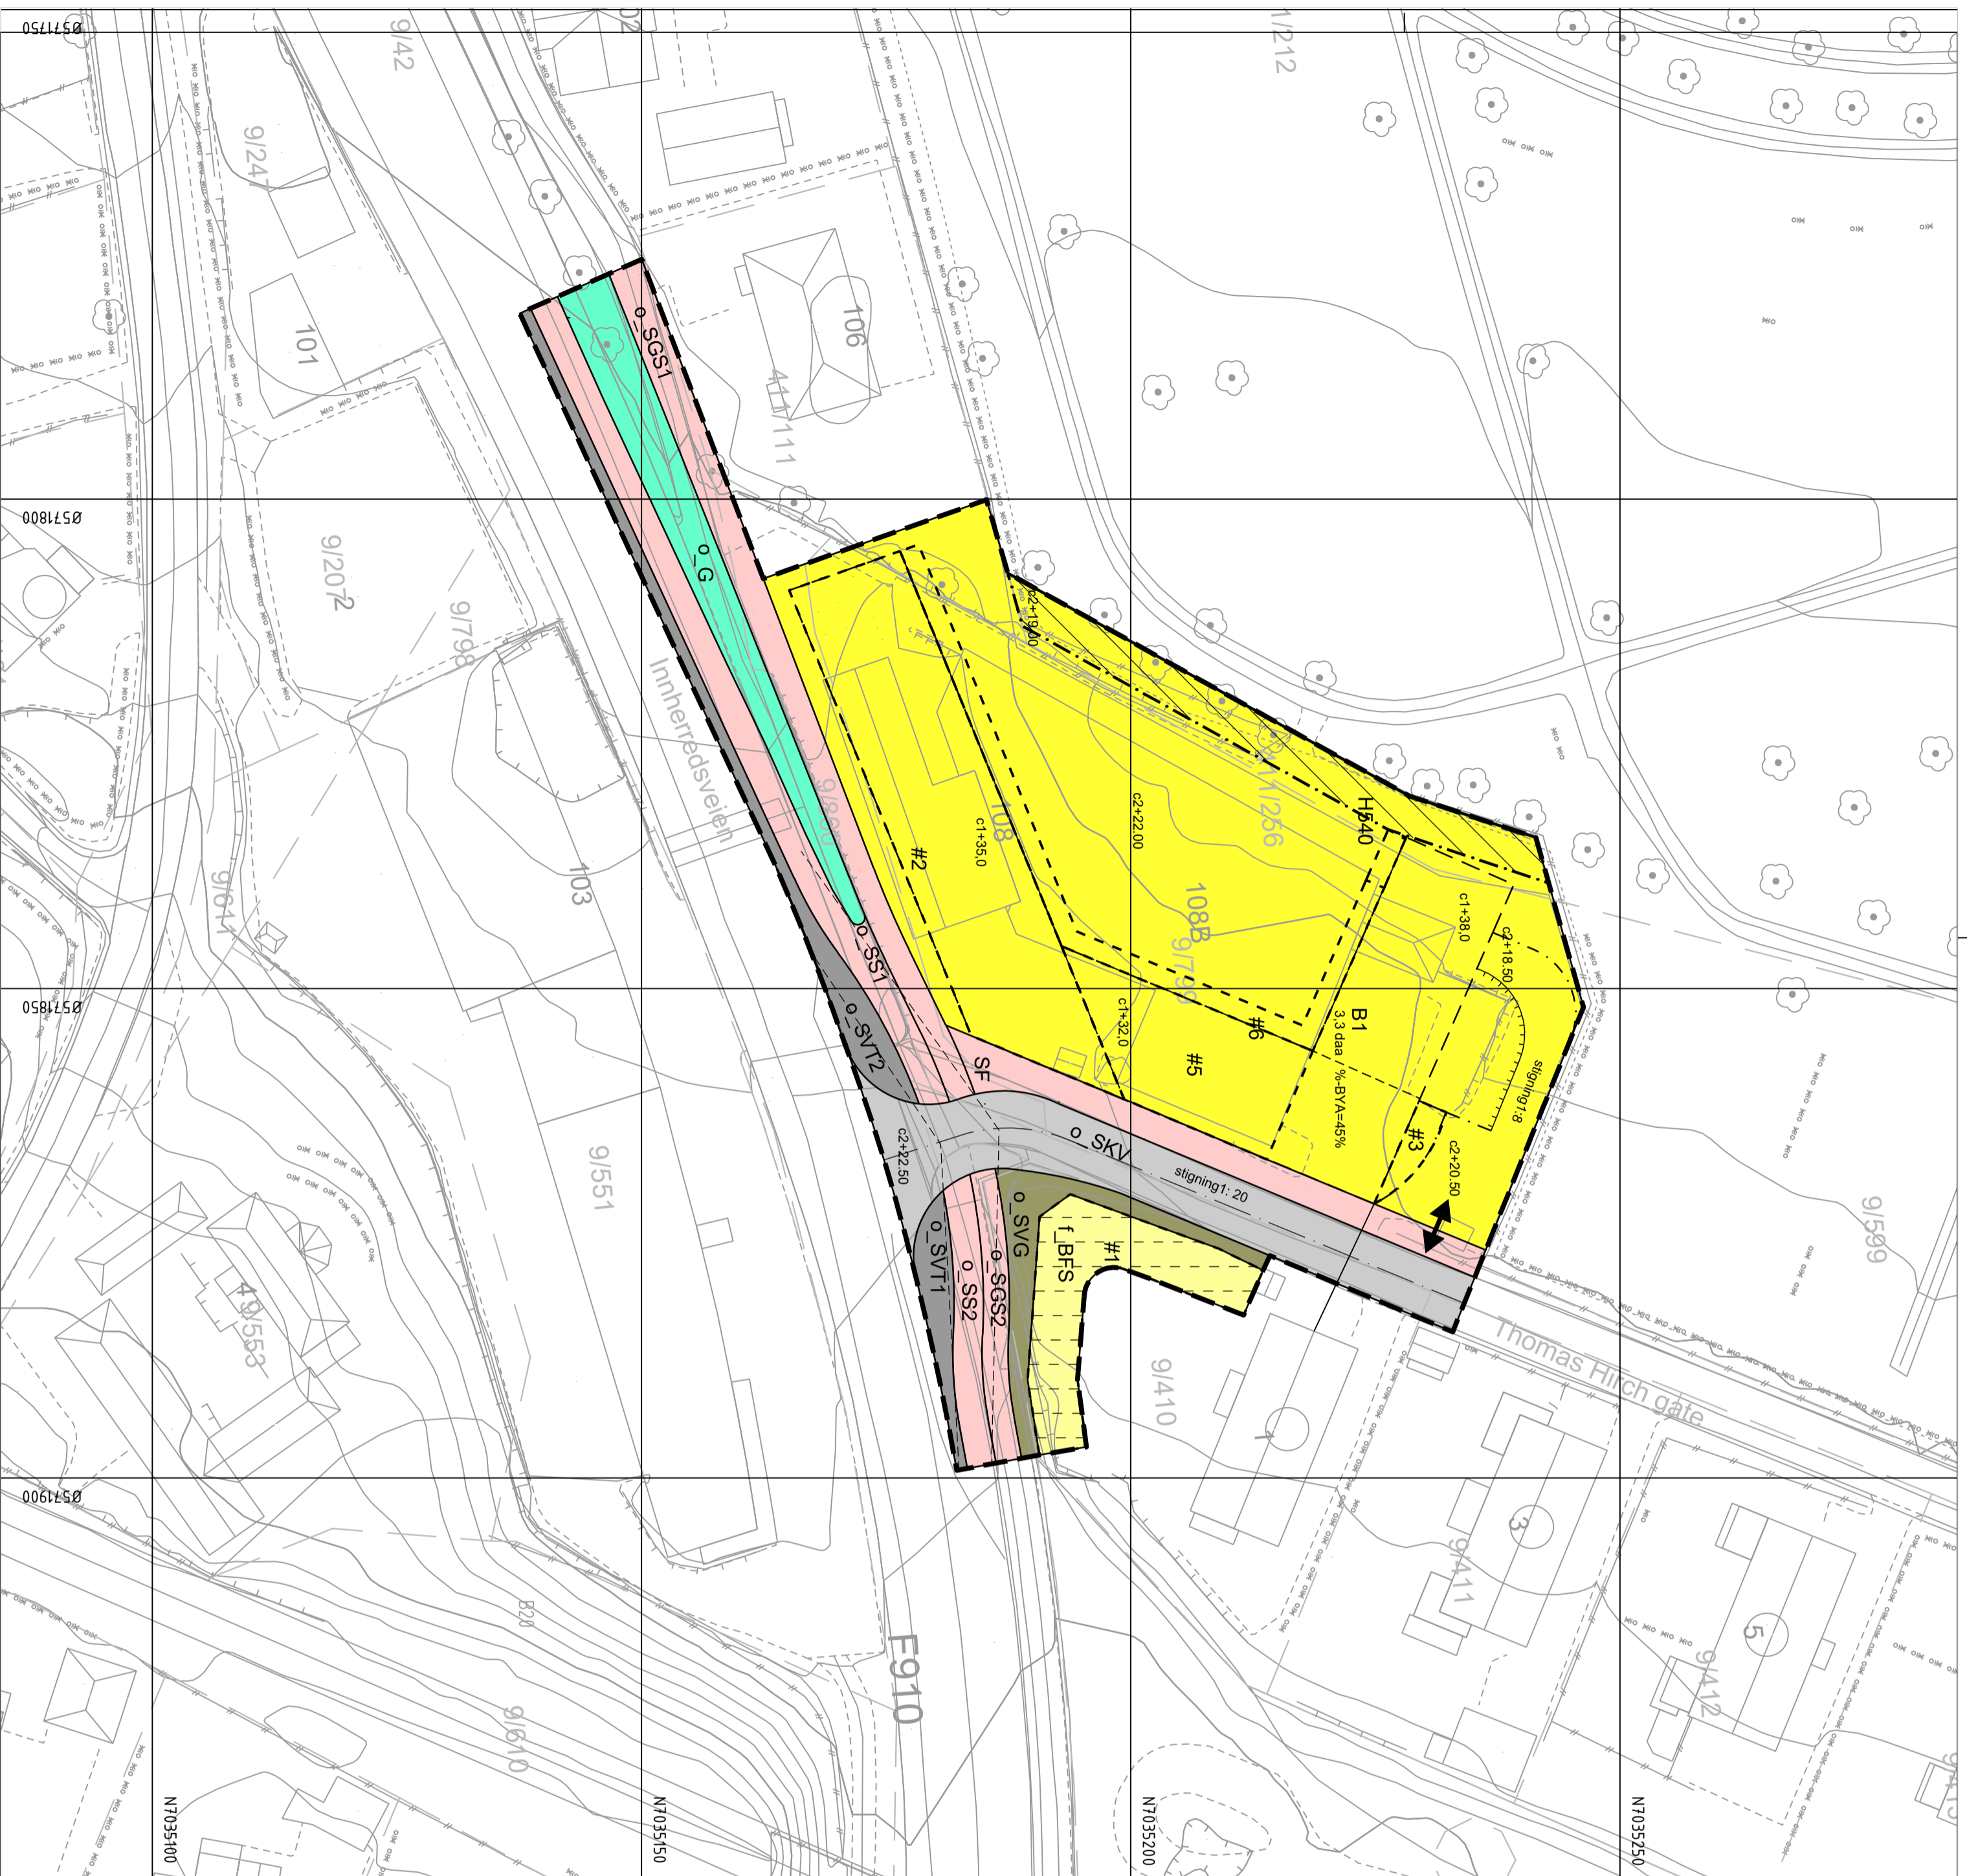 Ø571750
Ø571800
Ø571850
Ø571900
N7035100
N7035150
N7035200
N7035250
9/42
9/247
101
106
411/111
9/207
2
9/798
103
9/611
9/551
9/553
B20
9/610
F910
Innherredsveien
Thomas Hirch gate
9/599
9/410
9/411
9/412
1
3
5
108
108B
9/799
o_SGS1
o_G
o_SS1
o_SVT2
SF
o_SKV
stigning1: 20
c2+22.50
o_SVT1
o_SS2
o_SGS2
o_SVG
f_BFS
#1
#2
c1+35,0
c2+22.00
c2+19.00
H540
c1+38,0
c2+18.50
stigning1:8
B1
3,3 daa / %-BYA=45%
#6
#5
c1+32,0
#3
c2+20.50